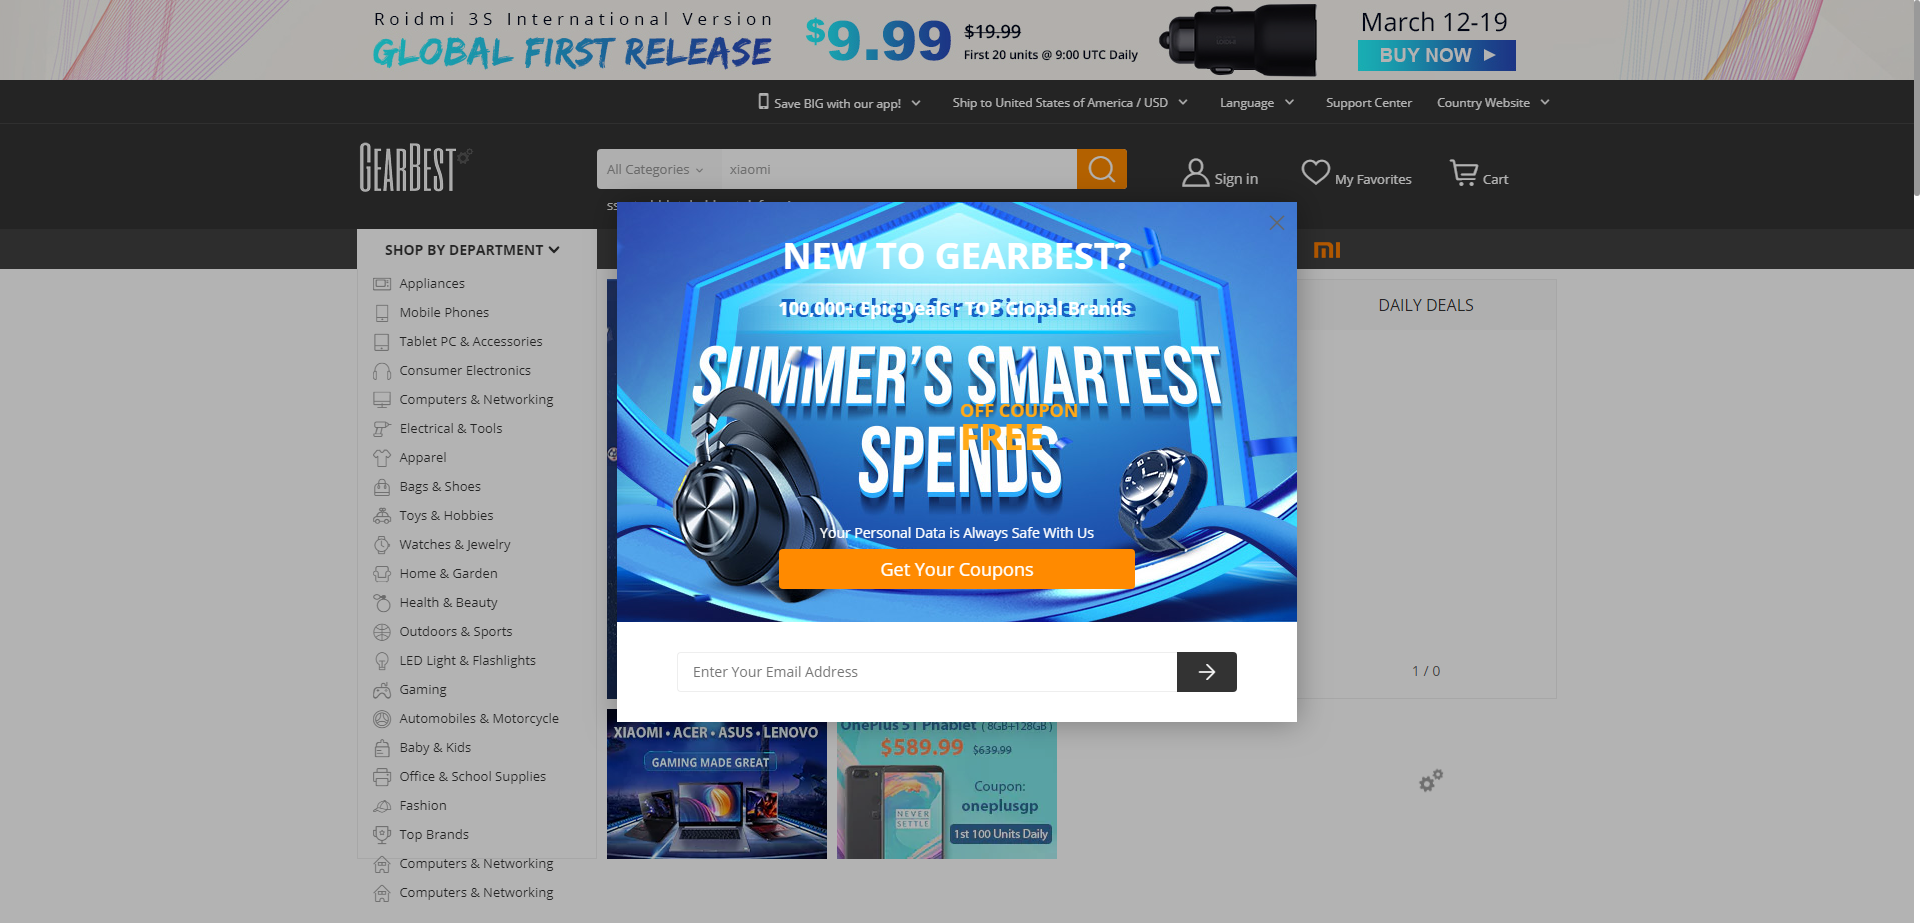 Roidmi 3S International Version
GLOBAL FIRST RELEASE
$9.99
$19.99
First 20 units @ 9:00 UTC Daily
March 12-19
BUY NOW
Save BIG with our app!
Ship to United States of America / USD
Language
Support Center
Country Website
GEARBEST
All Categories
xiaomi
Sign in
My Favorites
Cart
SHOP BY DEPARTMENT
mi
Appliances
Mobile Phones
Tablet PC & Accessories
Consumer Electronics
Computers & Networking
Electrical & Tools
Apparel
Bags & Shoes
Toys & Hobbies
Watches & Jewelry
Home & Garden
Health & Beauty
Outdoors & Sports
LED Light & Flashlights
Gaming
Automobiles & Motorcycle
Baby & Kids
Office & School Supplies
Fashion
Top Brands
Computers & Networking
Computers & Networking
NEW TO GEARBEST?
Technology for a Simpler Life
100,000+ Epic Deals · TOP Global Brands
SUMMER'S SMARTEST
SPENDS
OFF COUPON
FREE
Your Personal Data is Always Safe With Us
Get Your Coupons
Enter Your Email Address
DAILY DEALS
1 / 0
XIAOMI • ACER • ASUS • LENOVO
GAMING MADE GREAT
OnePlus 5T Phablet ( 8GB+128GB )
$589.99 $639.99
Coupon:
oneplusgp
NEVER
SETTLE
1st 100 Units Daily